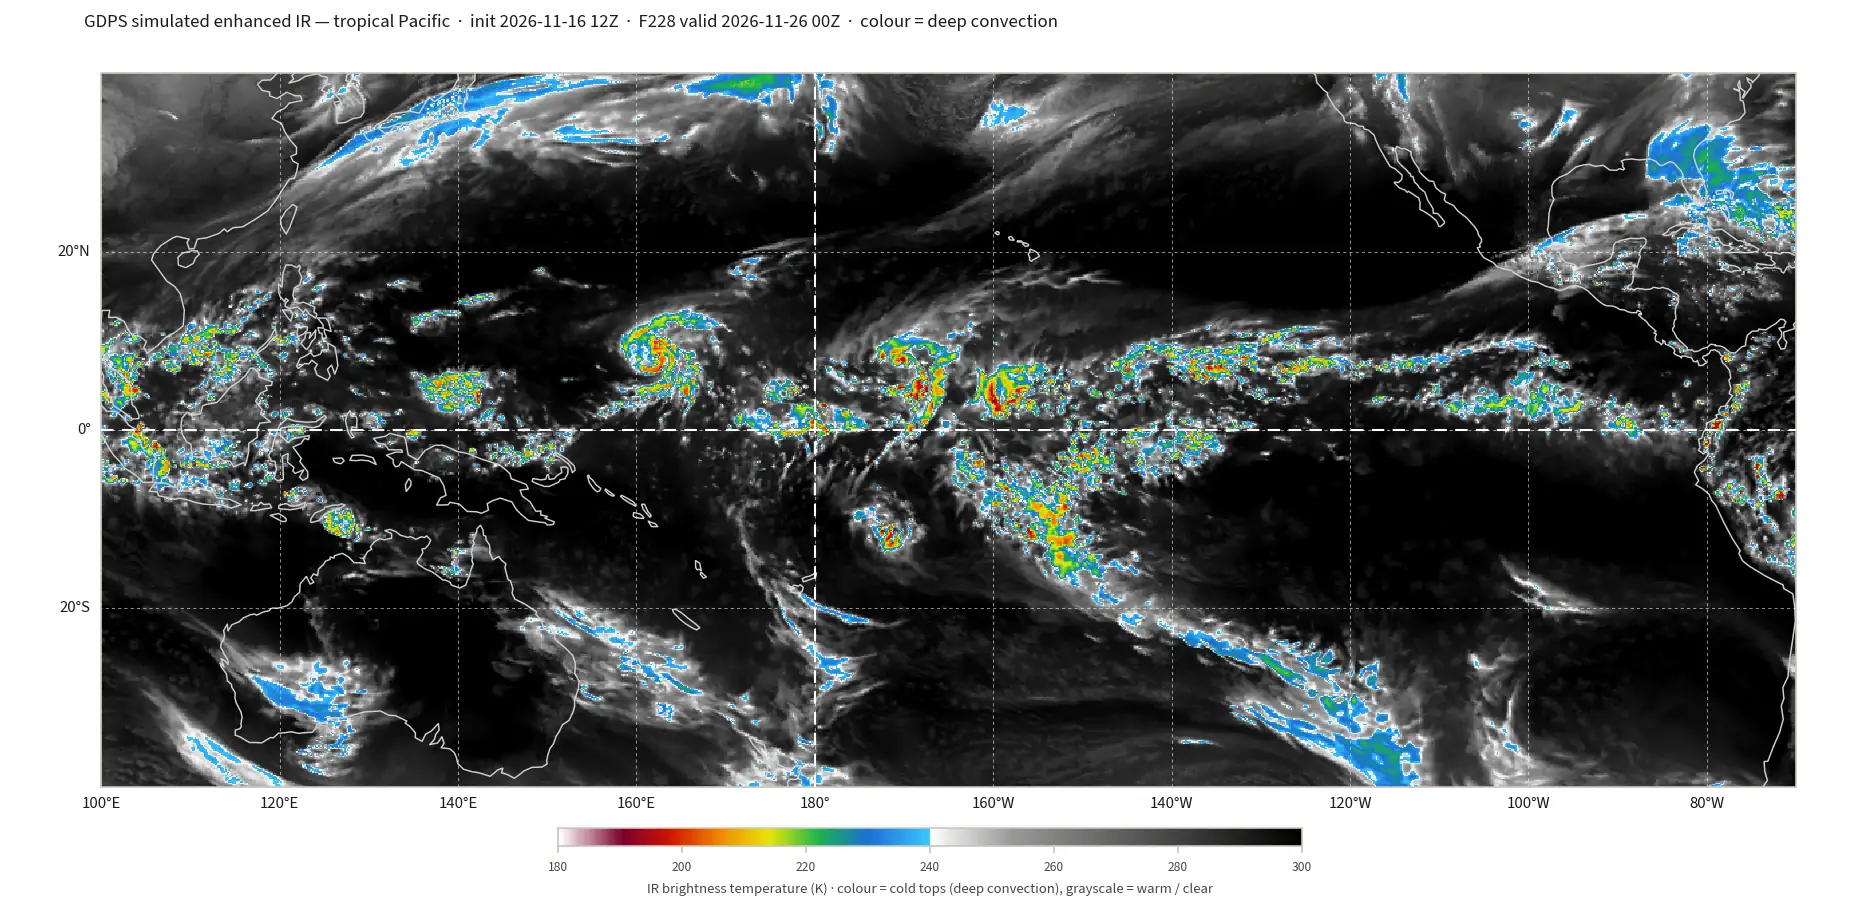 GDPS simulated enhanced IR — tropical Pacific · init 2026-11-16 12Z · F228 valid 2026-11-26 00Z · colour = deep convection
20°N
0°
20°S
100°E 120°E 140°E 160°E 180° 160°W 140°W 120°W 100°W 80°W
180 200 220 240 260 280 300
IR brightness temperature (K) · colour = cold tops (deep convection), grayscale = warm / clear